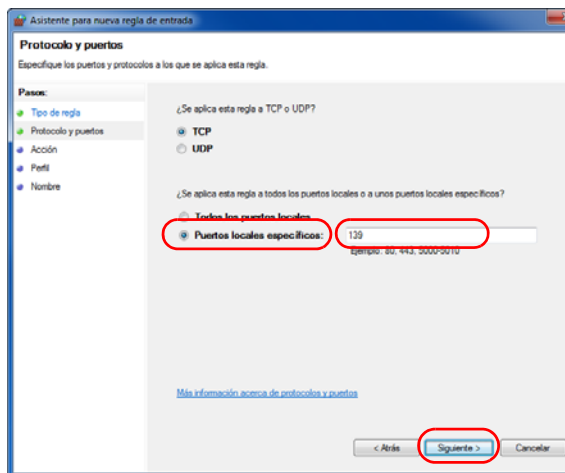 Asistente para nueva regla de entrada
Protocolo y puertos
Especifique los puertos y protocolos a los que se aplica esta regla.
Pasos:
Tipo de regla
Protocolo y puertos
Acción
Perfil
Nombre
¿Se aplica esta regla a TCP o UDP?
TCP
UDP
¿Se aplica esta regla a todos los puertos locales o a unos puertos locales específicos?
Todos los puertos locales
Puertos locales específicos: 139
Ejemplo: 80, 443, 5000-5010
Más información acerca de protocolos y puertos
< Atrás Siguiente > Cancelar